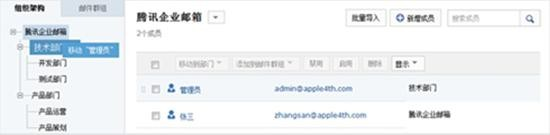 组织架构
邮件群组
腾讯企业邮箱
技术部门
移动“管理员”
开发部门
测试部门
产品部门
产品运营
产品策划
腾讯企业邮箱
2个成员
批量导入
新增成员
搜索成员
移动到部门
添加到邮件群组
禁用
启用
删除
显示
管理员 admin@apple4th.com 技术部门
张三 zhangsan@apple4th.com 腾讯企业邮箱